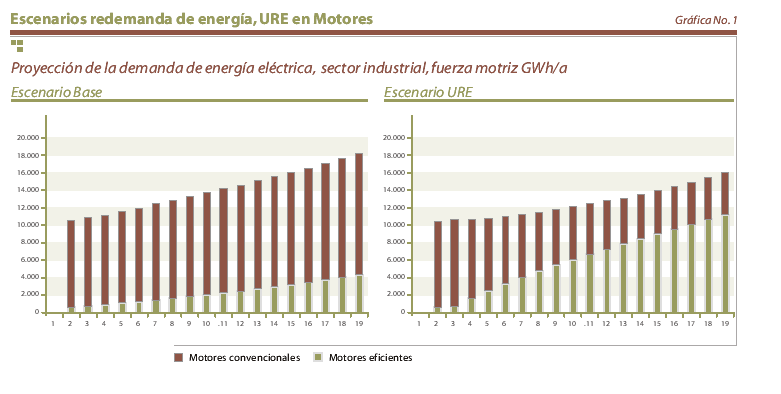 Escenarios redemanda de energía, URE en Motores
Gráfica No. 1
Proyección de la demanda de energía eléctrica, sector industrial, fuerza motriz GWh/a
Escenario Base
20.000
18.000
16.000
14.000
12.000
10.000
8.000
6.000
4.000
2.000
0
1 2 3 4 5 6 7 8 9 10 .11 12 13 14 15 16 17 18 19
Escenario URE
20.000
18.000
16.000
14.000
12.000
10.000
8.000
6.000
4.000
2.000
0
1 2 3 4 5 6 7 8 9 10 .11 12 13 14 15 16 17 18 19
Motores convencionales
Motores eficientes